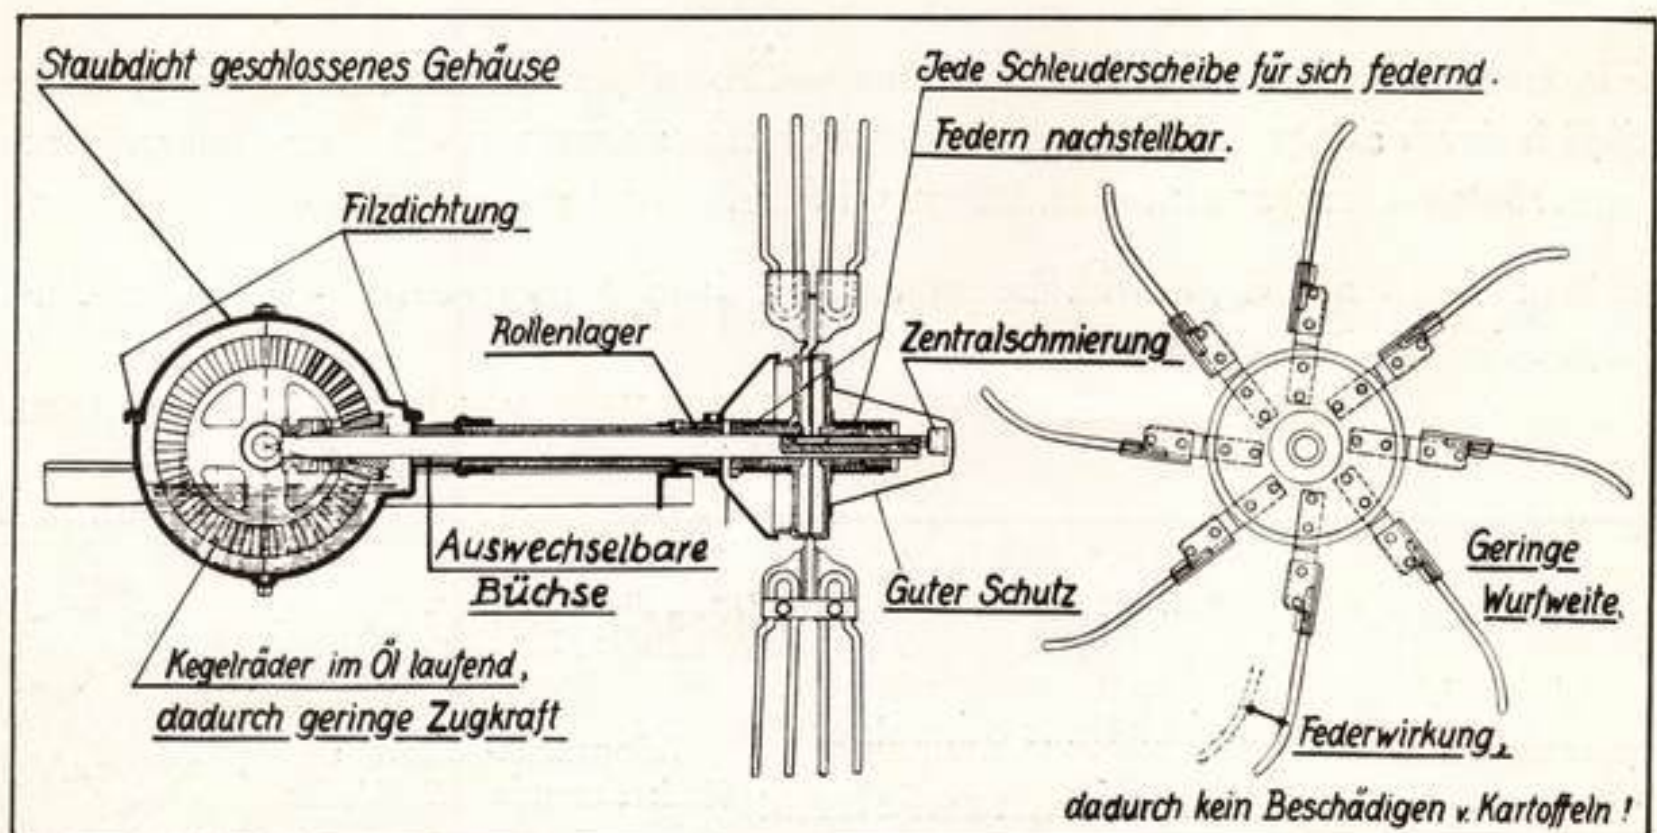 Staubdicht geschlossenes Gehäuse
Jede Schleuderscheibe für sich federnd.
Federn nachstellbar.
Filzdichtung
Rollenlager
Zentralschmierung
Auswechselbare
Büchse
Guter Schutz
Geringe
Wurfweite.
Kegelräder im Öl laufend,
dadurch geringe Zugkraft
Federwirkung,
dadurch kein Beschädigen v. Kartoffeln!